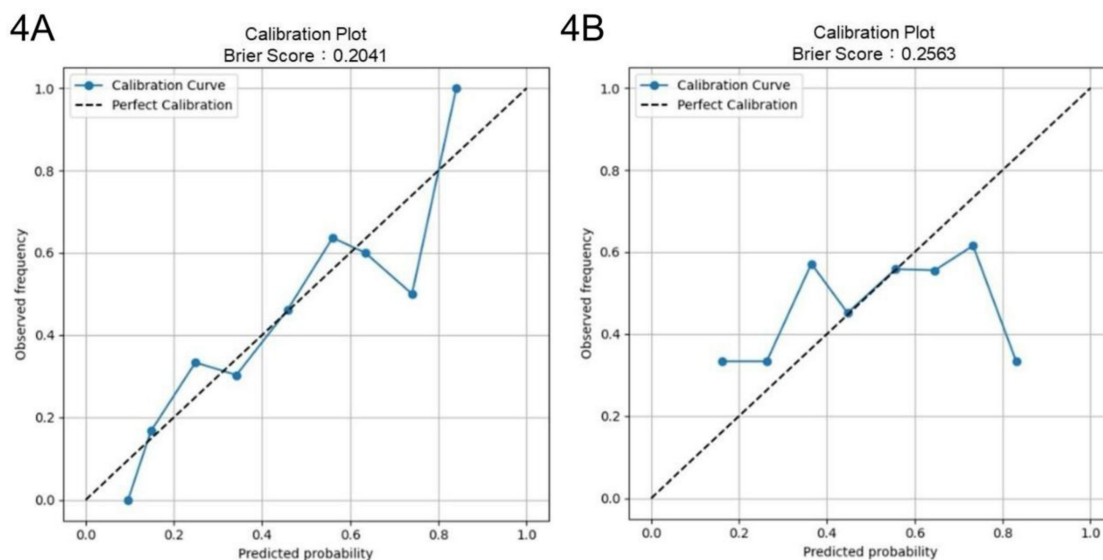 4A
Calibration Plot
Brier Score：0.2041
Calibration Curve
Perfect Calibration
1.0
0.8
0.6
0.4
0.2
0.0
Observed frequency
0.0 0.2 0.4 0.6 0.8 1.0
Predicted probability
4B
Calibration Plot
Brier Score：0.2563
Calibration Curve
Perfect Calibration
1.0
0.8
0.6
0.4
0.2
0.0
Observed frequency
0.0 0.2 0.4 0.6 0.8 1.0
Predicted probability